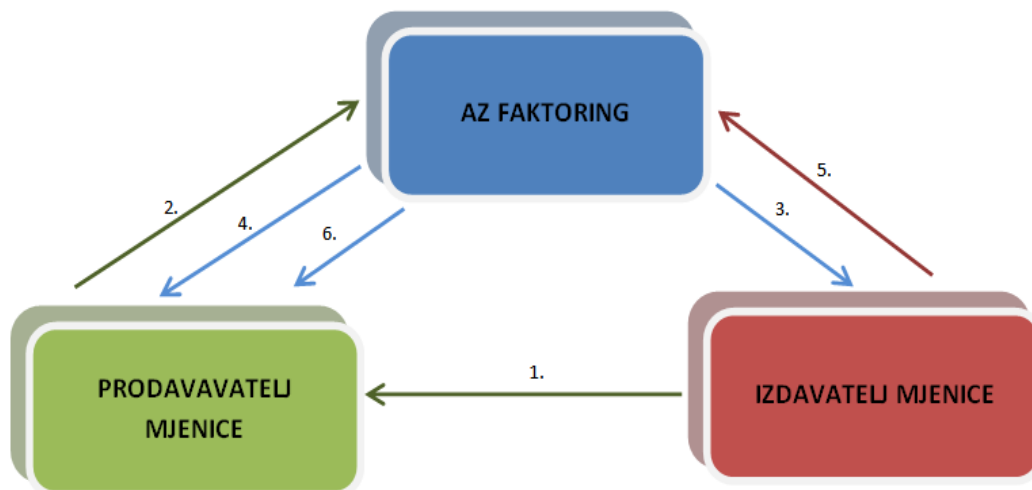 AZ FAKTORING
2.
4.
6.
3.
5.
1.
PRODAVAVATELJ
MJENICE
IZDAVATELJ MJENICE